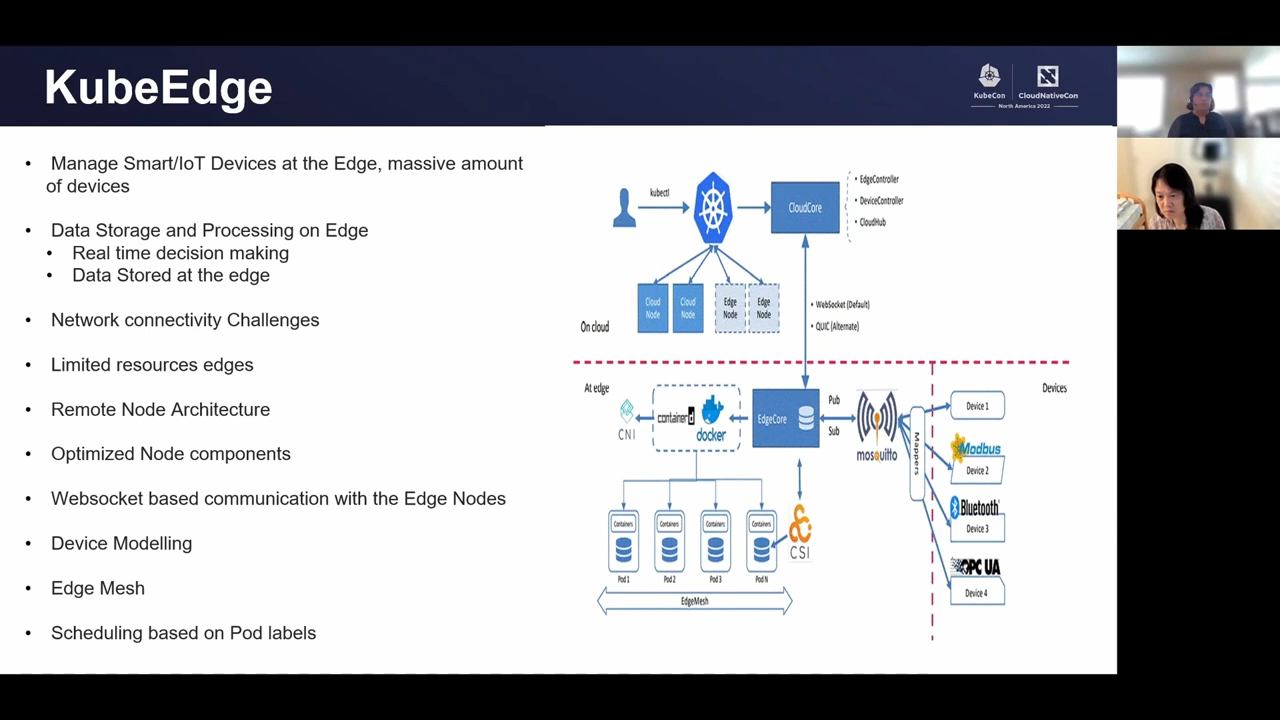 KubeEdge
KubeCon
CloudNativeCon
North America 2022
• Manage Smart/IoT Devices at the Edge, massive amount
of devices
• Data Storage and Processing on Edge
• Real time decision making
• Data Stored at the edge
• Network connectivity Challenges
• Limited resources edges
• Remote Node Architecture
• Optimized Node components
• Websocket based communication with the Edge Nodes
• Device Modelling
• Edge Mesh
• Scheduling based on Pod labels
kubectl
CloudCore
• EdgeController
• DeviceController
• CloudHub
Cloud
Node
Cloud
Node
Edge
Node
Edge
Node
• WebSocket (Default)
• QUIC (Alternate)
On cloud
At edge
Devices
CNI
containerd
docker
EdgeCore
Pub
Sub
mosquitto
Mappers
Device 1
Modbus
Device 2
Bluetooth
Device 3
OPC UA
Device 4
Containers
Containers
Containers
Containers
Pod 1
Pod 2
Pod 3
Pod N
CSI
EdgeMesh